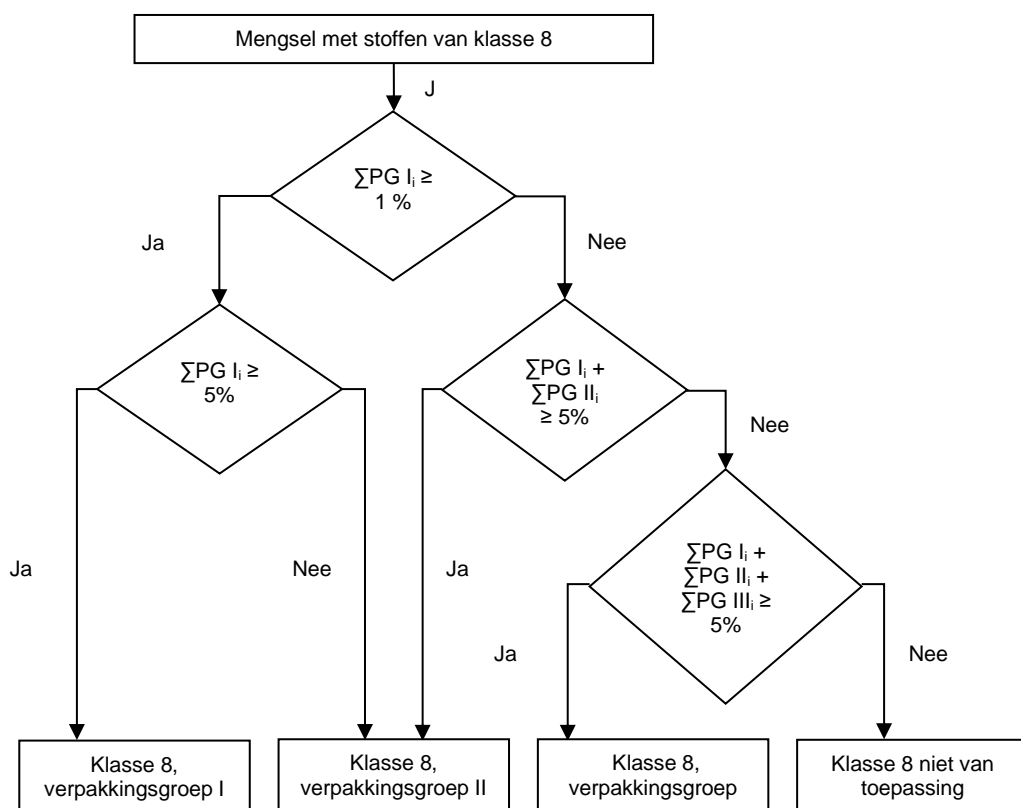 Mengsel met stoffen van klasse 8
J
∑PG Iᵢ ≥
1 %
Ja
Nee
∑PG Iᵢ ≥
5%
∑PG Iᵢ +
∑PG IIᵢ
≥ 5%
Nee
∑PG Iᵢ +
∑PG IIᵢ +
∑PG IIIᵢ ≥
5%
Ja
Nee
Ja
Ja
Nee
Klasse 8,
verpakkingsgroep I
Klasse 8,
verpakkingsgroep II
Klasse 8,
verpakkingsgroep
Klasse 8 niet van
toepassing